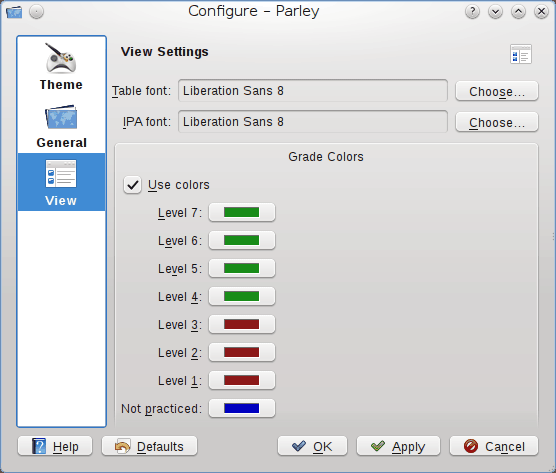 Configure – Parley
Theme
General
View
View Settings
Table font: Liberation Sans 8 Choose...
IPA font: Liberation Sans 8 Choose...
Grade Colors
Use colors
Level 7:
Level 6:
Level 5:
Level 4:
Level 3:
Level 2:
Level 1:
Not practiced:
Help Defaults OK Apply Cancel